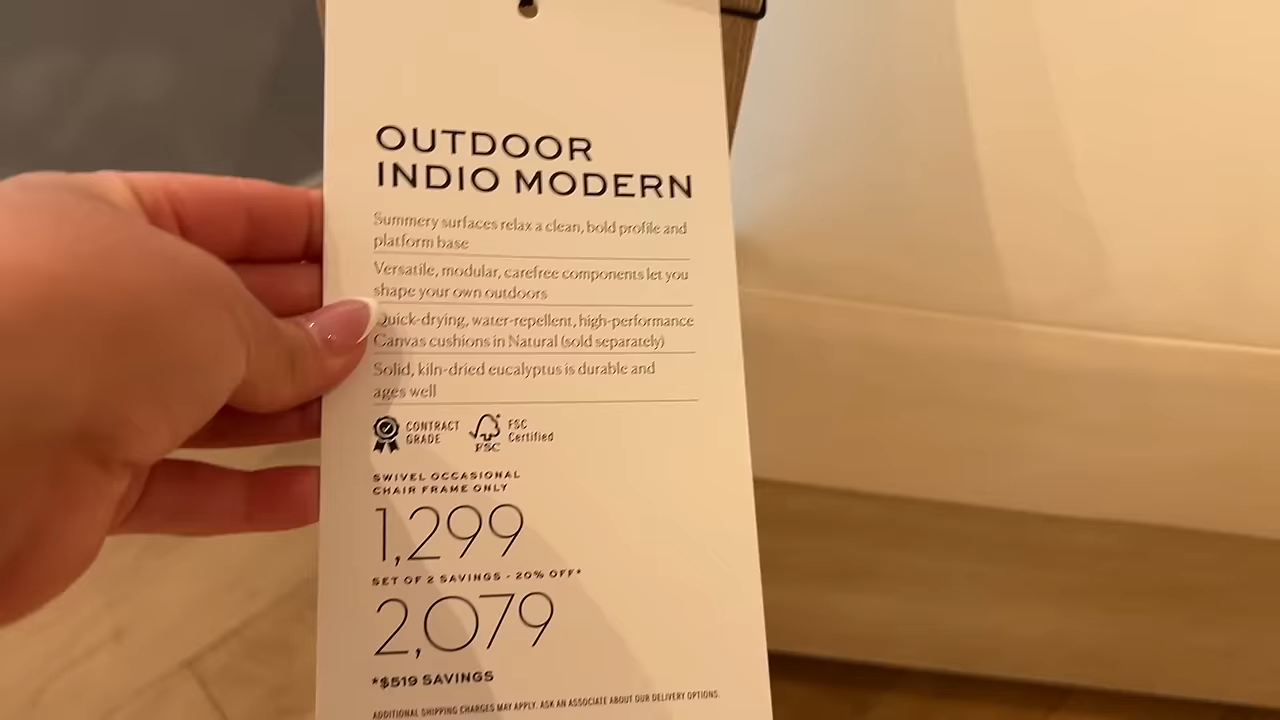 OUTDOOR
INDIO MODERN
Summery surfaces relax a clean, bold profile and
platform base
Versatile, modular, carefree components let you
shape your own outdoors
Quick-drying, water-repellent, high-performance
Canvas cushions in Natural (sold separately)
Solid, kiln-dried eucalyptus is durable and
ages well
CONTRACT
GRADE
FSC
FSC
Certified
SWIVEL OCCASIONAL
CHAIR FRAME ONLY
1,299
SET OF 2 SAVINGS - 20% OFF*
2,079
*$519 SAVINGS
ADDITIONAL SHIPPING CHARGES MAY APPLY. ASK AN ASSOCIATE ABOUT OUR DELIVERY OPTIONS.